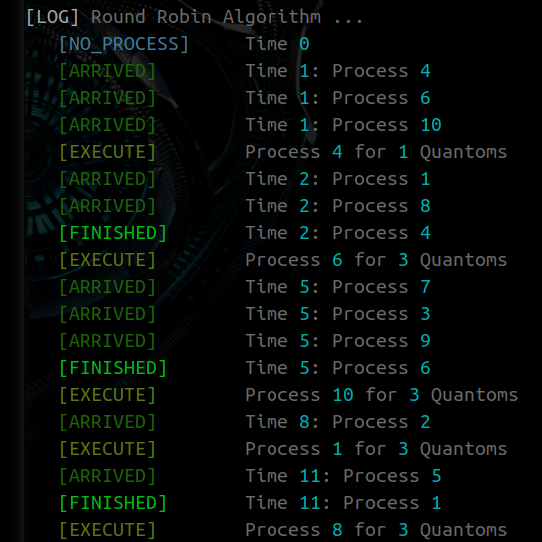 [LOG] Round Robin Algorithm ...
[NO_PROCESS] Time 0
[ARRIVED] Time 1: Process 4
[ARRIVED] Time 1: Process 6
[ARRIVED] Time 1: Process 10
[EXECUTE] Process 4 for 1 Quantoms
[ARRIVED] Time 2: Process 1
[ARRIVED] Time 2: Process 8
[FINISHED] Time 2: Process 4
[EXECUTE] Process 6 for 3 Quantoms
[ARRIVED] Time 5: Process 7
[ARRIVED] Time 5: Process 3
[ARRIVED] Time 5: Process 9
[FINISHED] Time 5: Process 6
[EXECUTE] Process 10 for 3 Quantoms
[ARRIVED] Time 8: Process 2
[EXECUTE] Process 1 for 3 Quantoms
[ARRIVED] Time 11: Process 5
[FINISHED] Time 11: Process 1
[EXECUTE] Process 8 for 3 Quantoms